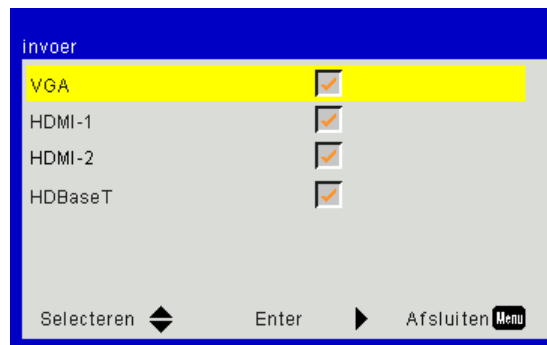 invoer
VGA
HDMI-1
HDMI-2
HDBaseT
Selecteren Enter Afsluiten Menu